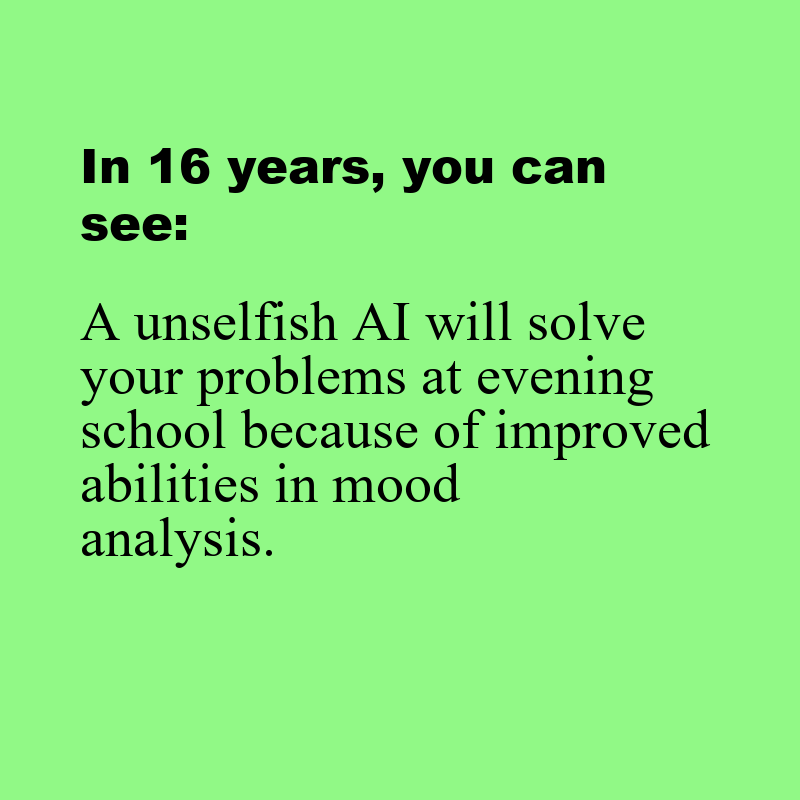 In 16 years, you can
see:
A unselfish AI will solve
your problems at evening
school because of improved
abilities in mood
analysis.